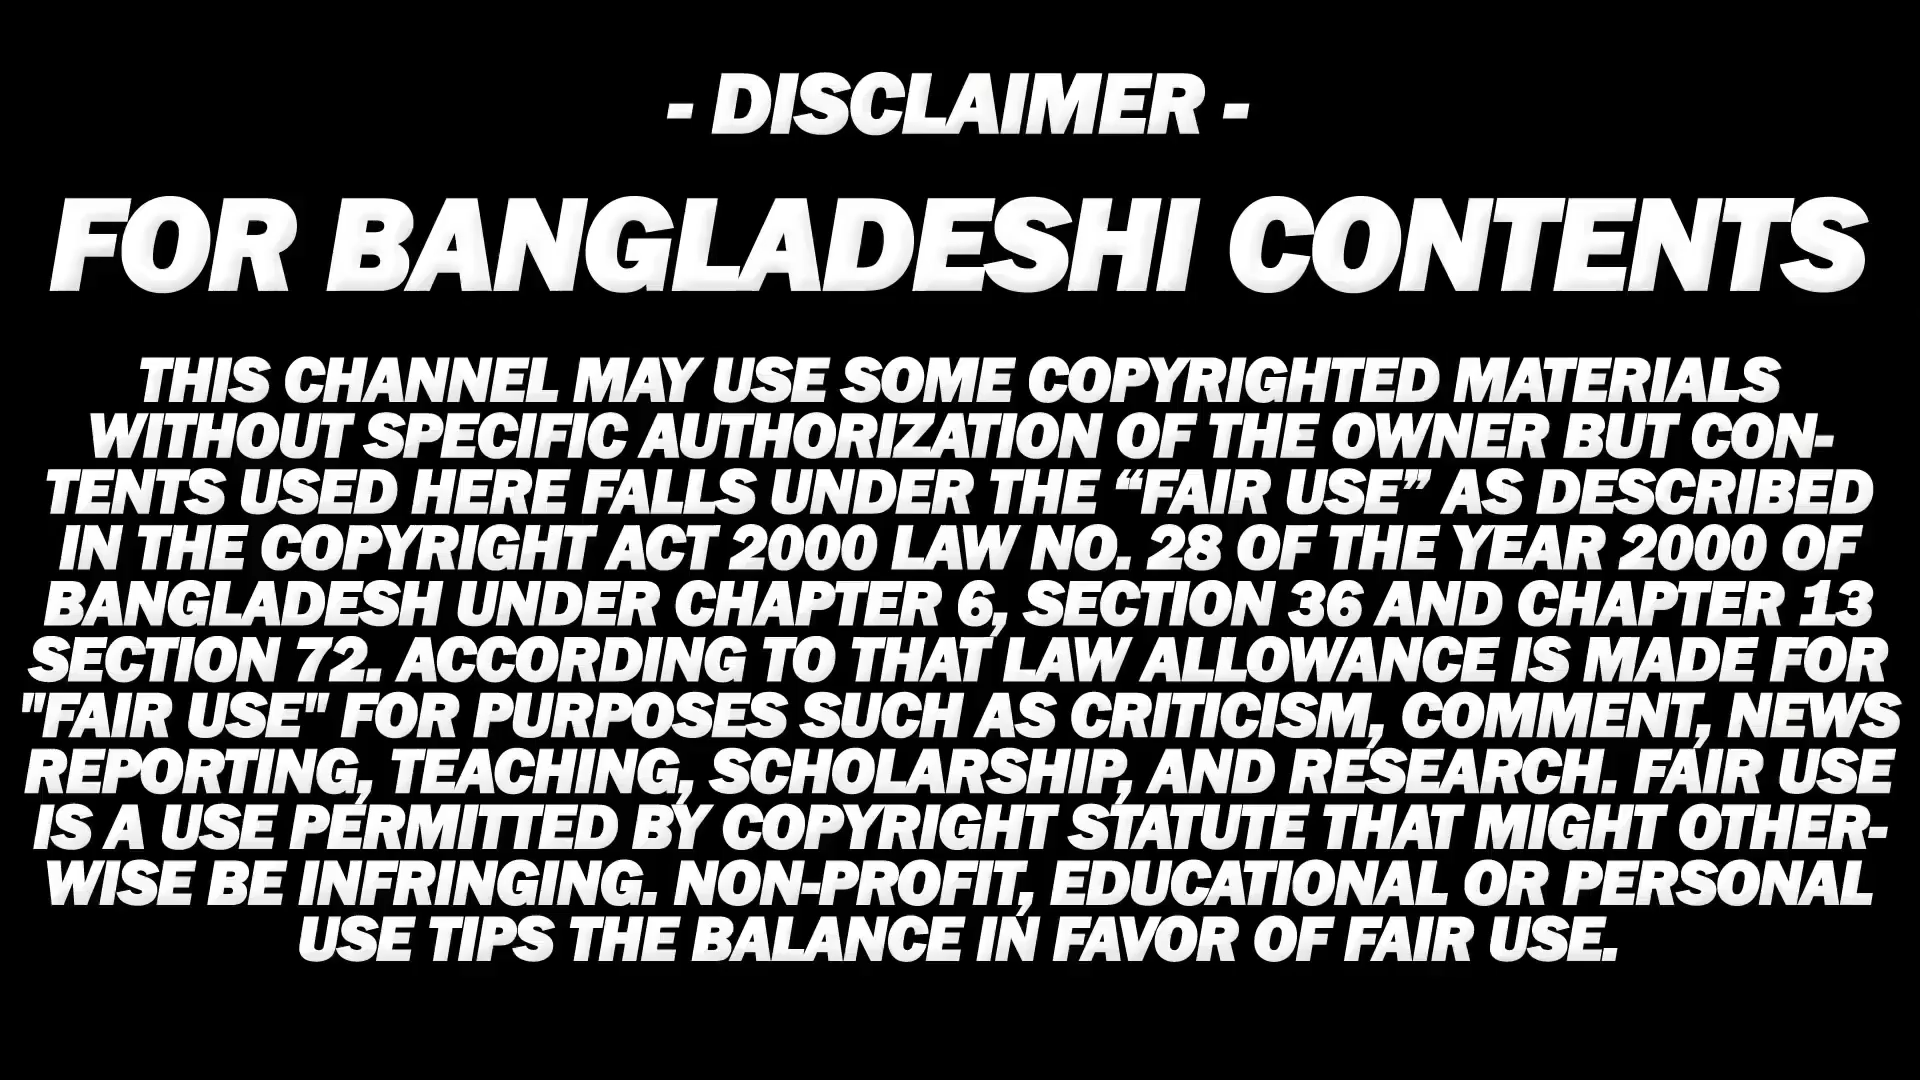 - DISCLAIMER -
FOR BANGLADESHI CONTENTS
THIS CHANNEL MAY USE SOME COPYRIGHTED MATERIALS
WITHOUT SPECIFIC AUTHORIZATION OF THE OWNER BUT CON-
TENTS USED HERE FALLS UNDER THE “FAIR USE” AS DESCRIBED
IN THE COPYRIGHT ACT 2000 LAW NO. 28 OF THE YEAR 2000 OF
BANGLADESH UNDER CHAPTER 6, SECTION 36 AND CHAPTER 13
SECTION 72. ACCORDING TO THAT LAW ALLOWANCE IS MADE FOR
"FAIR USE" FOR PURPOSES SUCH AS CRITICISM, COMMENT, NEWS
REPORTING, TEACHING, SCHOLARSHIP, AND RESEARCH. FAIR USE
IS A USE PERMITTED BY COPYRIGHT STATUTE THAT MIGHT OTHER-
WISE BE INFRINGING. NON-PROFIT, EDUCATIONAL OR PERSONAL
USE TIPS THE BALANCE IN FAVOR OF FAIR USE.